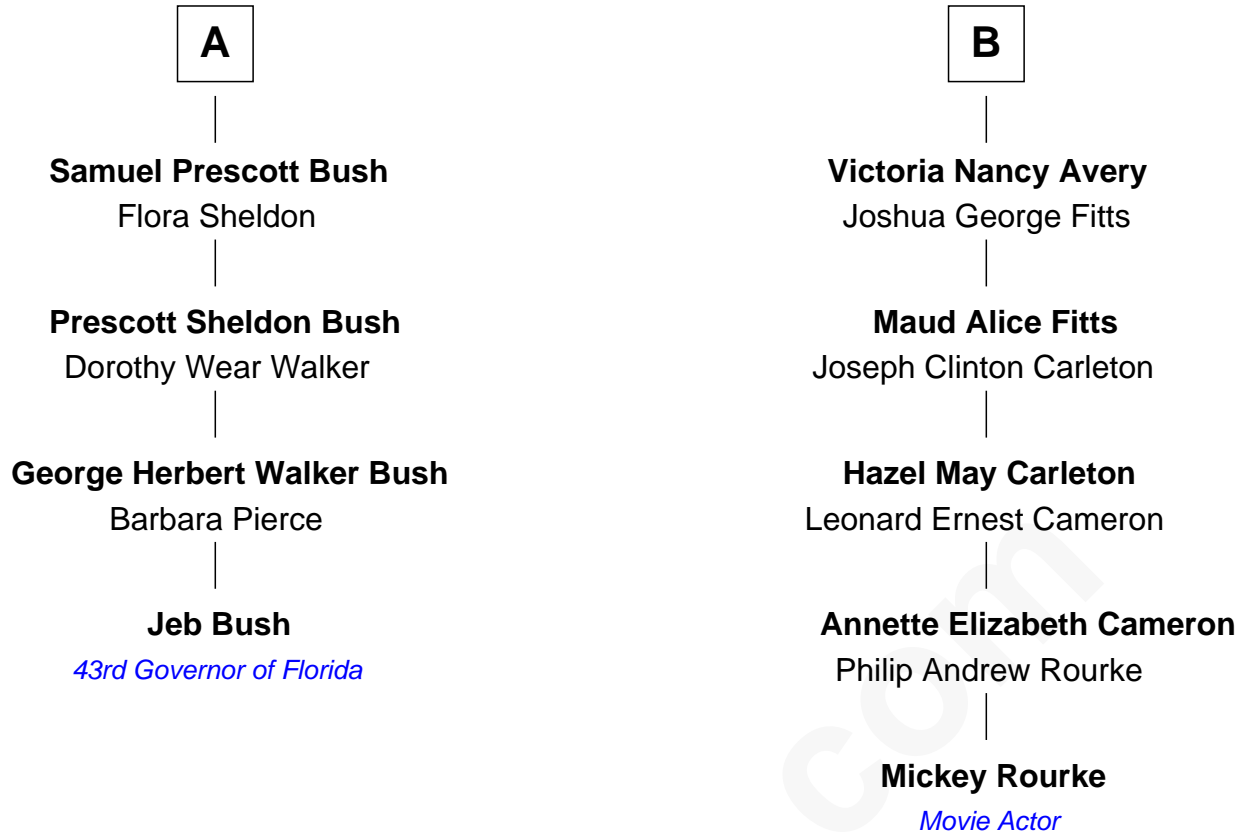 A
Samuel Prescott Bush
Flora Sheldon
Prescott Sheldon Bush
Dorothy Wear Walker
George Herbert Walker Bush
Barbara Pierce
Jeb Bush
43rd Governor of Florida
B
Victoria Nancy Avery
Joshua George Fitts
Maud Alice Fitts
Joseph Clinton Carleton
Hazel May Carleton
Leonard Ernest Cameron
Annette Elizabeth Cameron
Philip Andrew Rourke
Mickey Rourke
Movie Actor
com